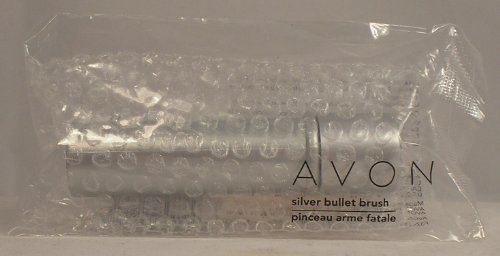 AVON
silver bullet brush
pinceau arme fatale